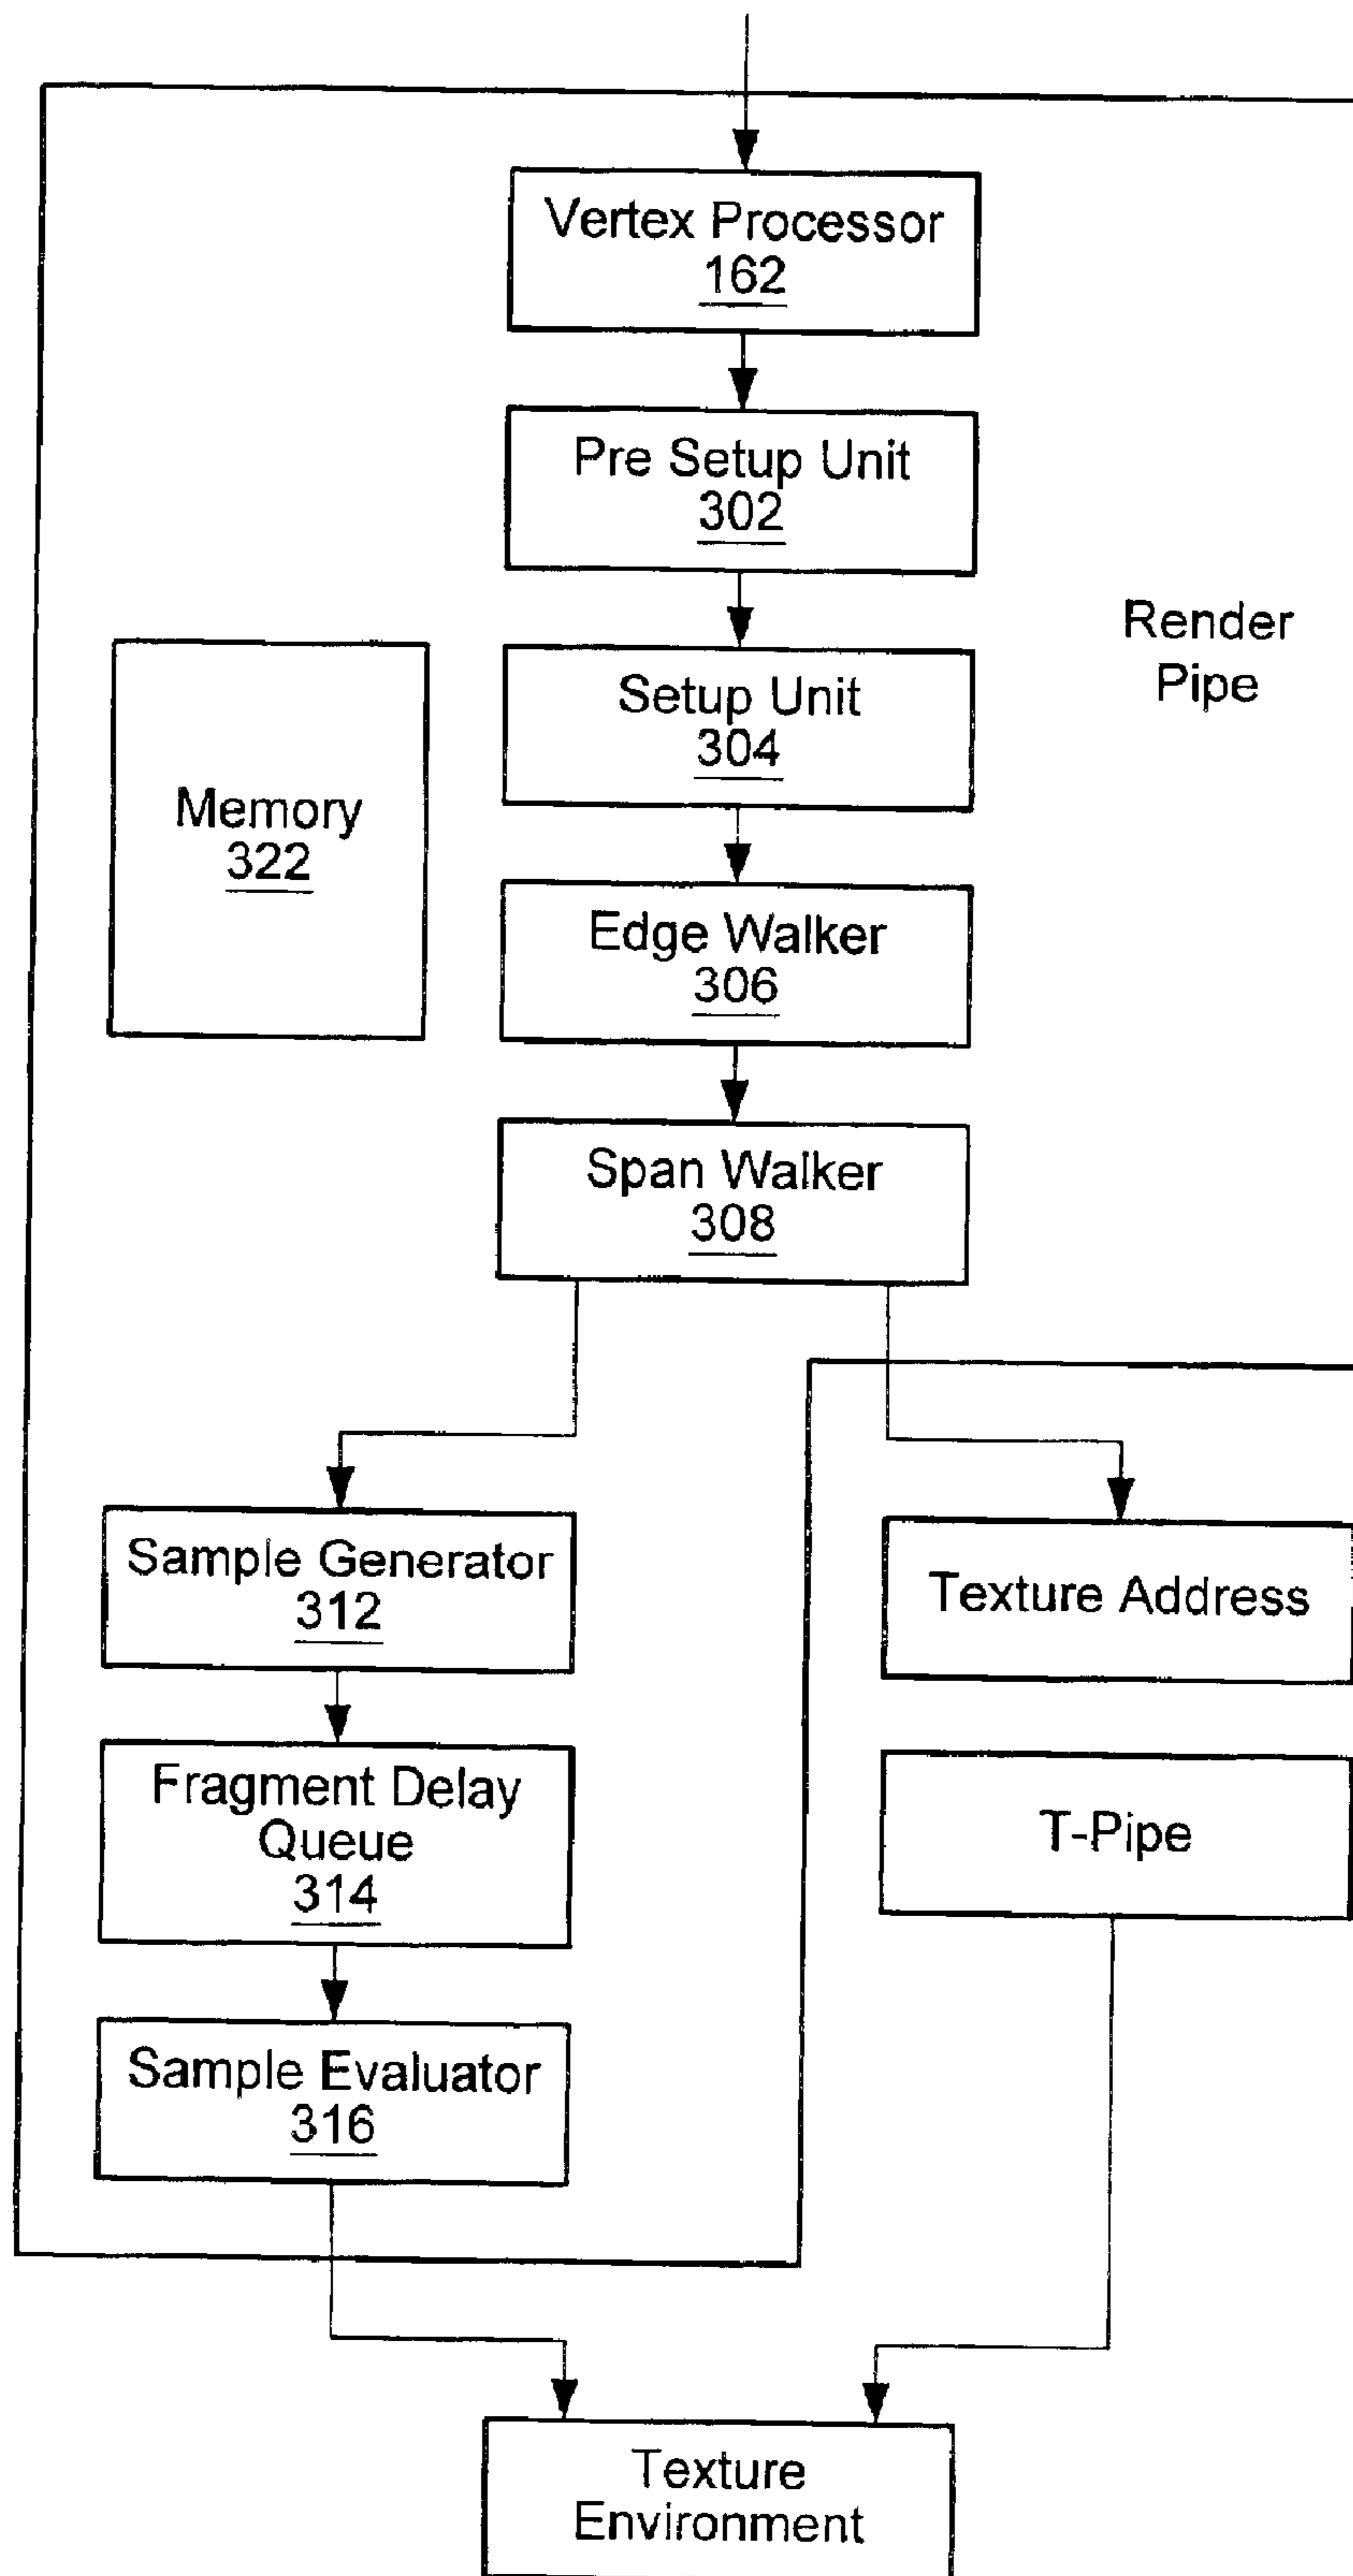 Vertex Processor
162
Pre Setup Unit
302
Render
Pipe
Setup Unit
304
Memory
322
Edge Walker
306
Span Walker
308
Sample Generator
312
Texture Address
Fragment Delay
Queue
314
T-Pipe
Sample Evaluator
316
Texture
Environment